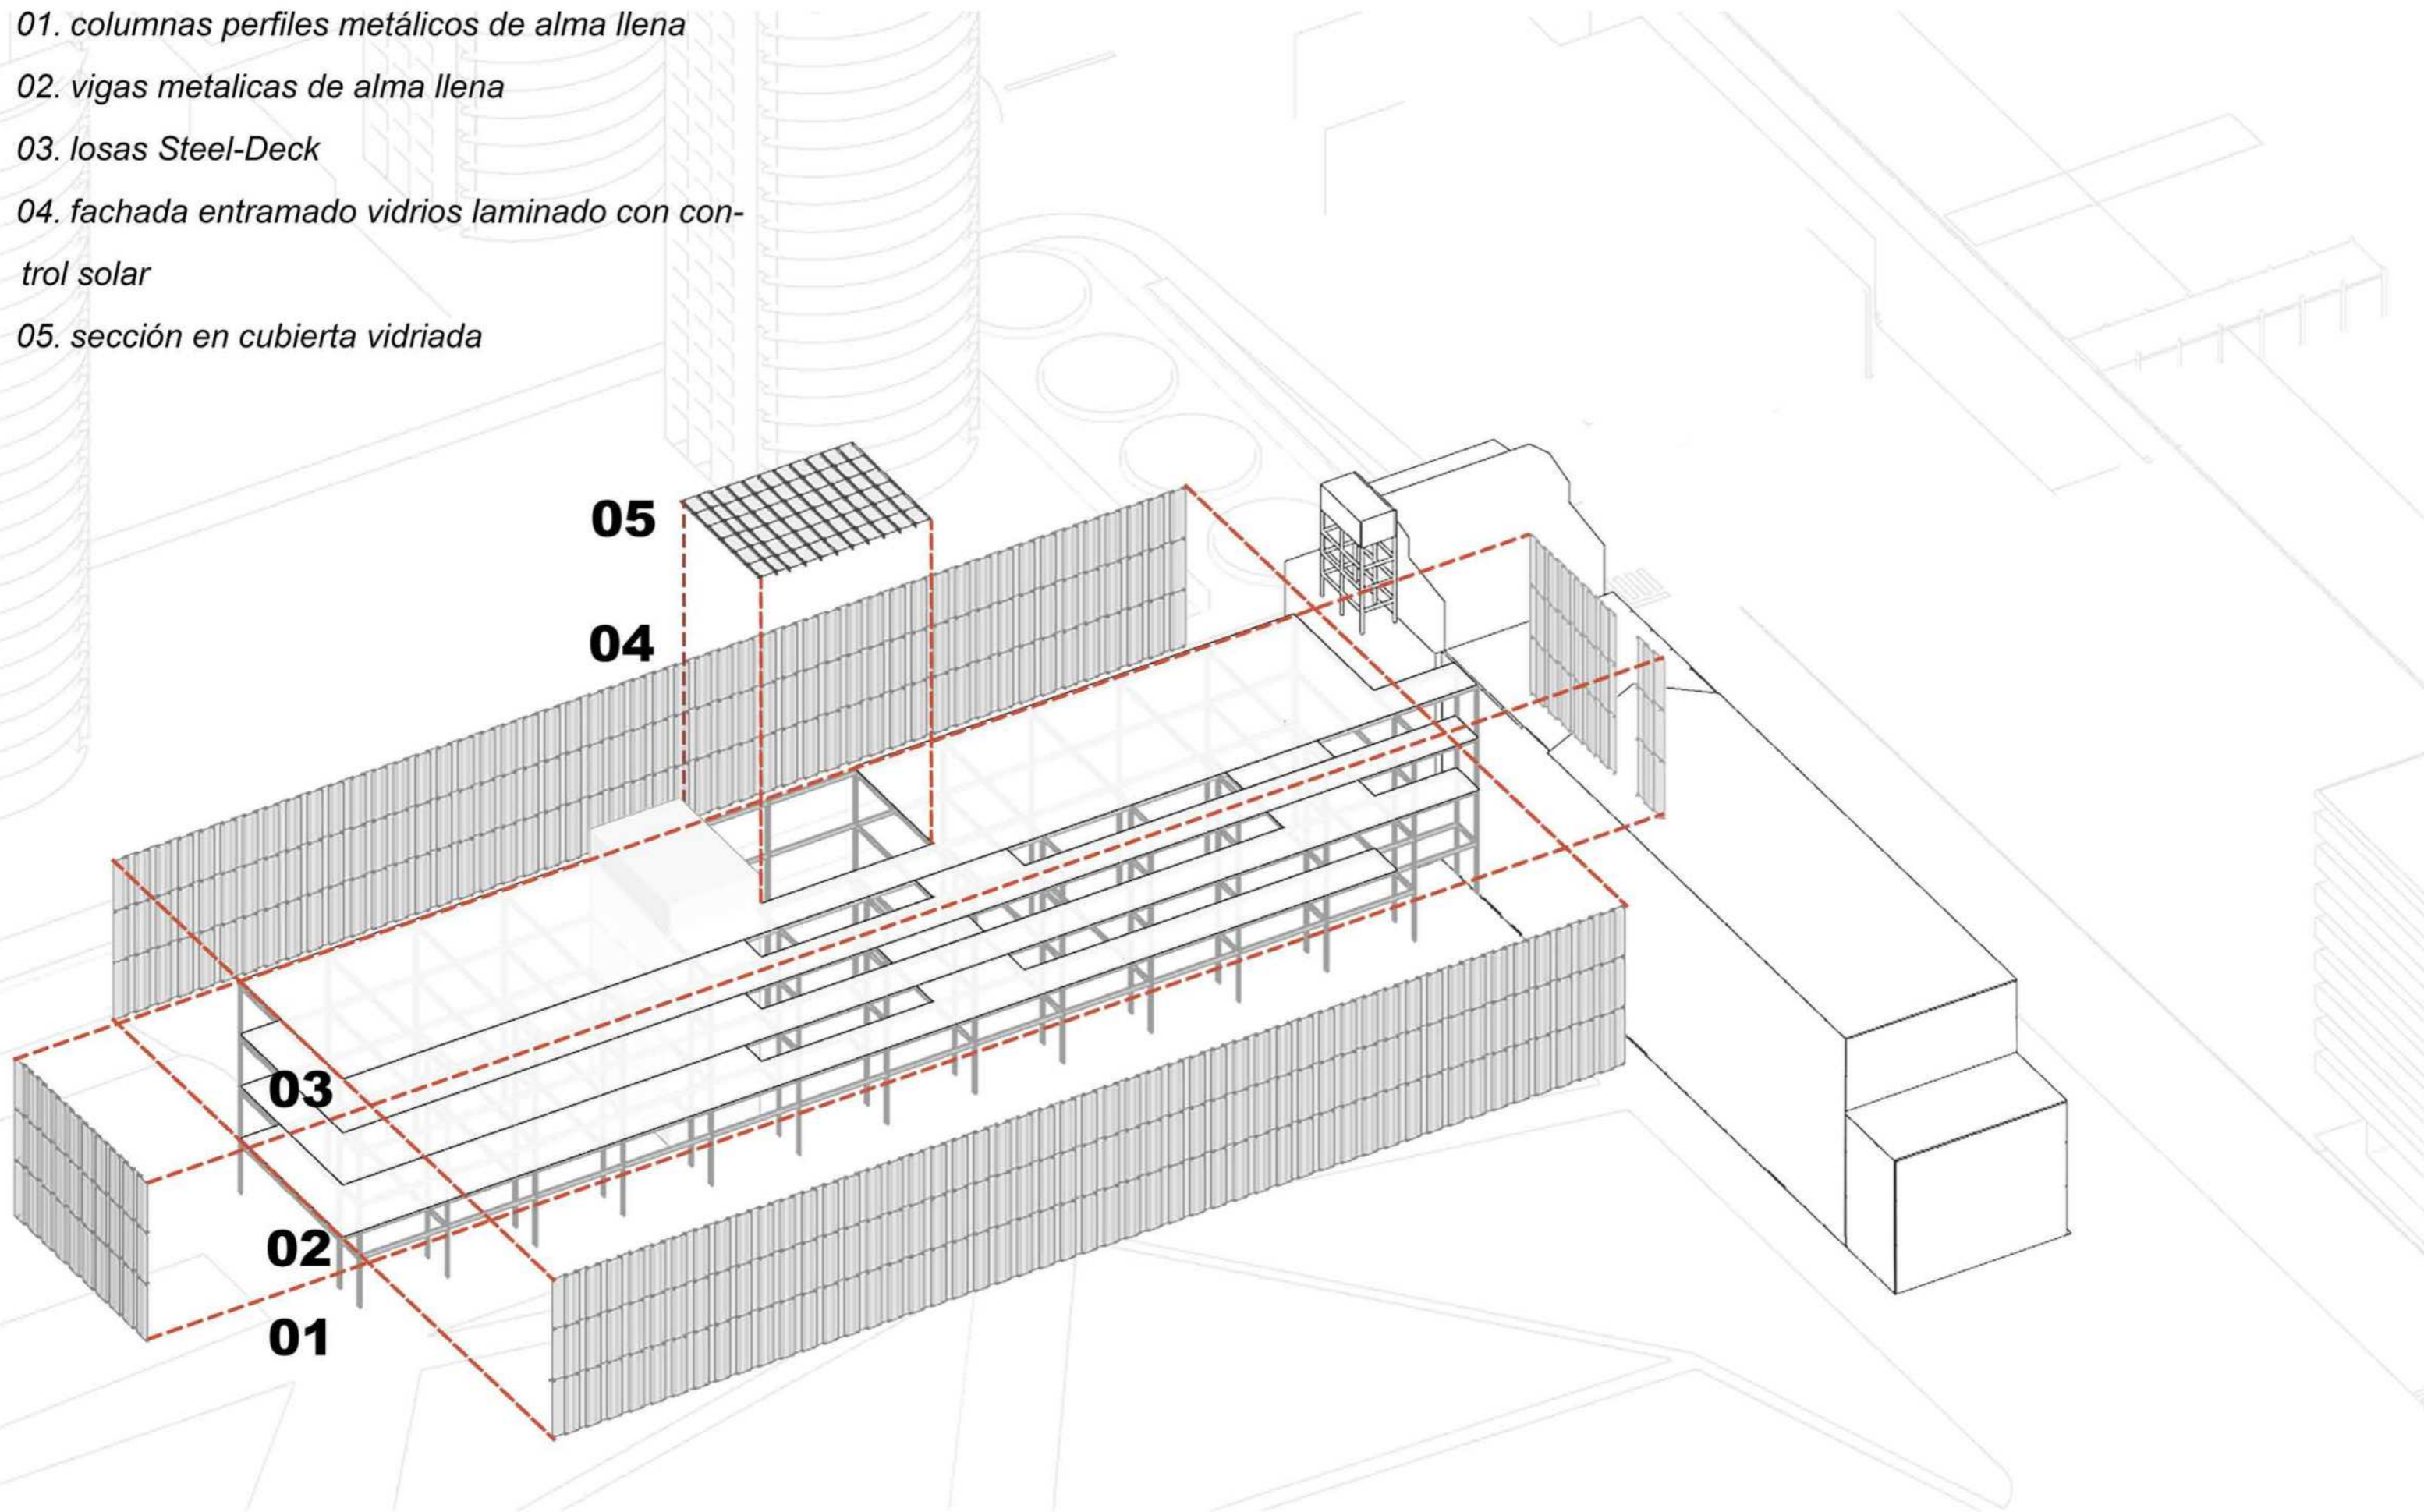 01. columnas perfiles metálicos de alma llena
02. vigas metalicas de alma llena
03. losas Steel-Deck
04. fachada entramado vidrios laminado con con-
trol solar
05. sección en cubierta vidriada
05
04
03
02
01